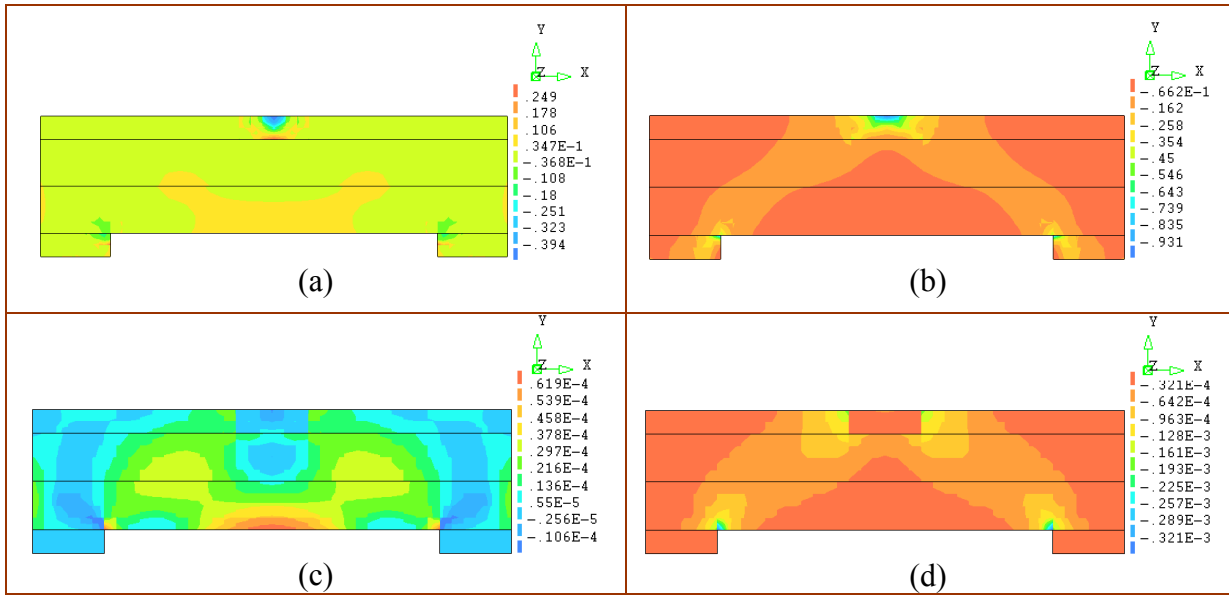 Y
Z X
.249
.178
.106
.347E-1
-.368E-1
-.108
-.18
-.251
-.323
-.394
(a)
Y
Z X
-.662E-1
-.162
-.258
-.354
-.45
-.546
-.643
-.739
-.835
-.931
(b)
Y
Z X
.619E-4
.539E-4
.458E-4
.378E-4
.297E-4
.216E-4
.136E-4
.55E-5
-.256E-5
-.106E-4
(c)
Y
Z X
-.321E-4
-.642E-4
-.963E-4
-.128E-3
-.161E-3
-.193E-3
-.225E-3
-.257E-3
-.289E-3
-.321E-3
(d)